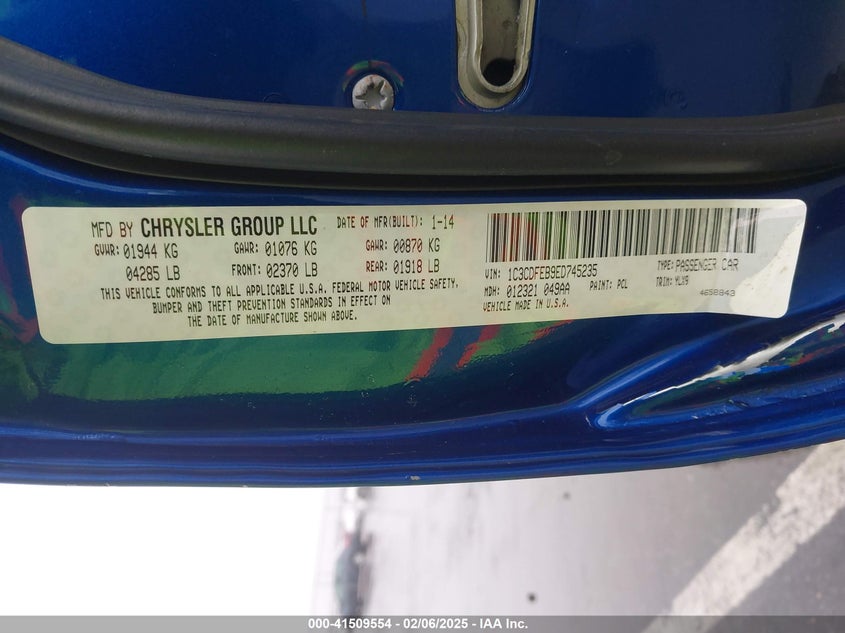 MFD BY CHRYSLER GROUP LLC DATE OF MFR(BUILT): 1-14
GVWR: 01944 KG GAWR: 01076 KG GAWR: 00870 KG
04285 LB FRONT: 02370 LB REAR: 01918 LB
THIS VEHICLE CONFORMS TO ALL APPLICABLE U.S.A. FEDERAL MOTOR VEHICLE SAFETY,
BUMPER AND THEFT PREVENTION STANDARDS IN EFFECT ON
THE DATE OF MANUFACTURE SHOWN ABOVE.
VIN: 1C3CDFEB9ED745235 TYPE: PASSENGER CAR
MDH: 012321 049AA PAINT: PCL TRIM: VLX9
VEHICLE MADE IN U.S.A. 4658843
000-41509554 - 02/06/2025 - IAA Inc.